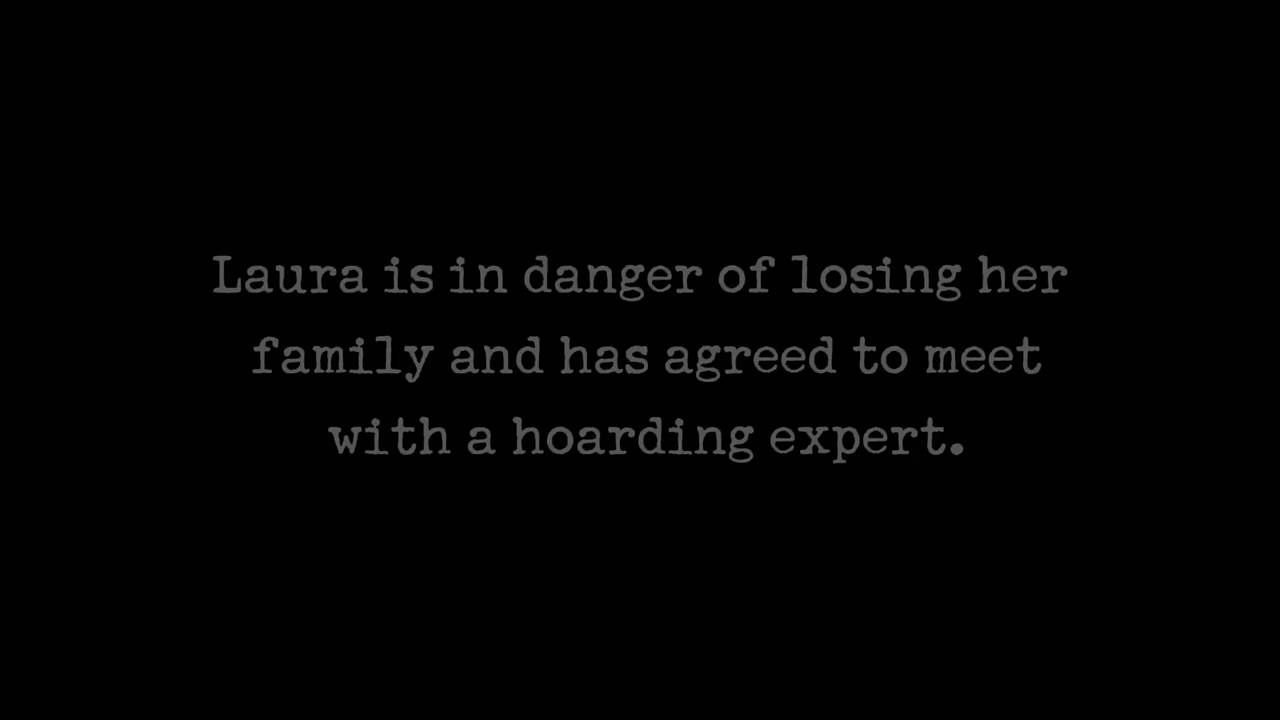 Laura is in danger of losing her
family and has agreed to meet
with a hoarding expert.